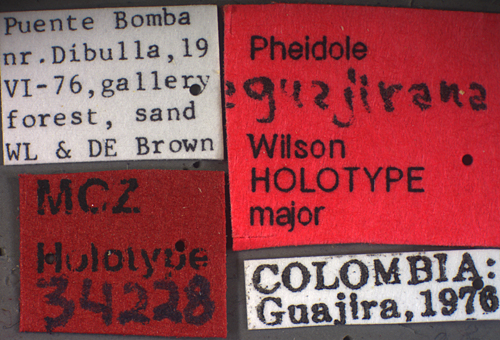 Puente Bomba
nr.Dibulla,19
VI-76,gallery
forest, sand
WL & DE Brown
Pheidole
guajirana
Wilson
HOLOTYPE
major
MCZ
Holotype
34228
COLOMBIA:
Guajira,1976